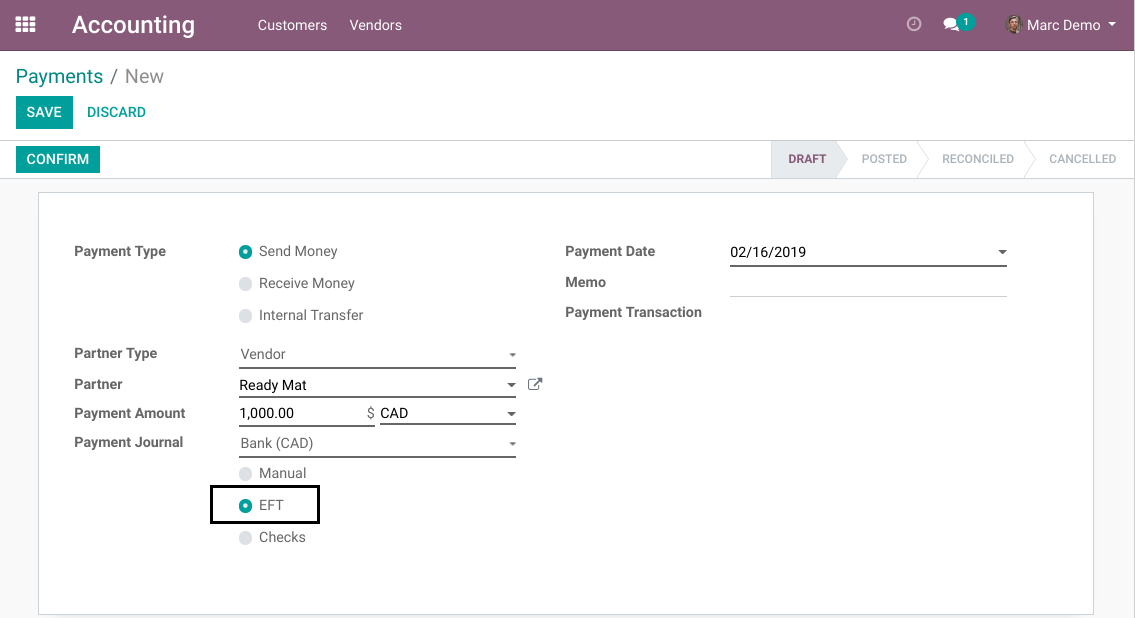 Accounting Customers Vendors 1 Marc Demo
Payments / New
SAVE DISCARD
CONFIRM DRAFT POSTED RECONCILED CANCELLED
Payment Type Send Money Payment Date 02/16/2019
Receive Money Memo
Internal Transfer Payment Transaction
Partner Type Vendor
Partner Ready Mat
Payment Amount 1,000.00 $ CAD
Payment Journal Bank (CAD)
Manual
EFT
Checks